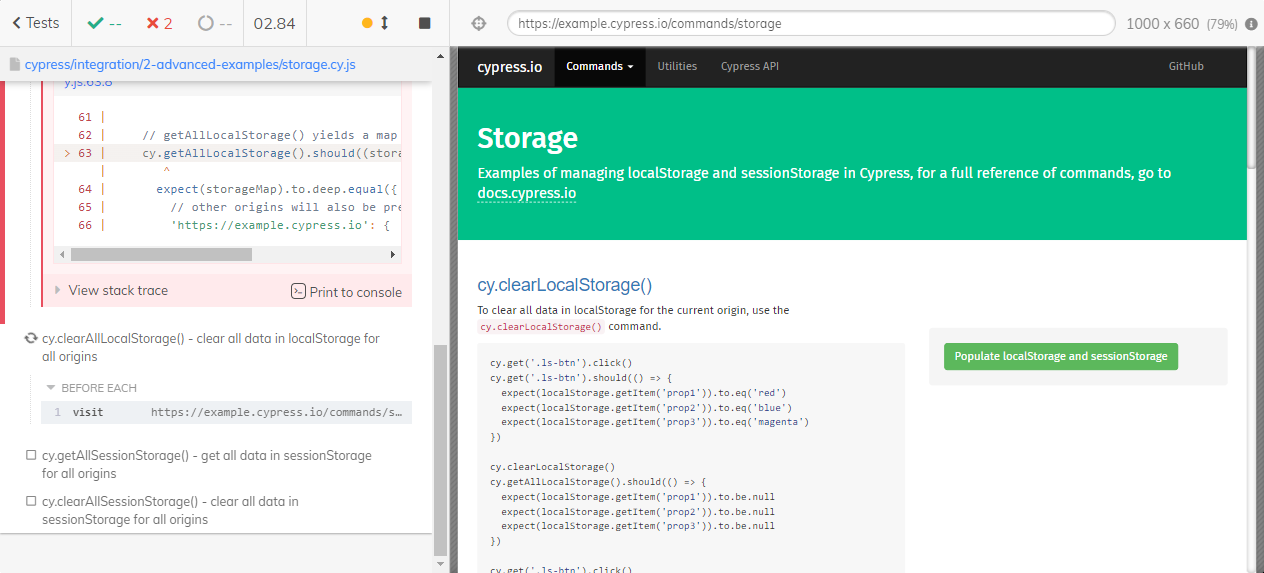 Tests
--
2
--
02.84
https://example.cypress.io/commands/storage
1000 x 660 (79%)
cypress/integration/2-advanced-examples/storage.cy.js
y.js:63:8
61 |
62 | // getAllLocalStorage() yields a map
> 63 | cy.getAllLocalStorage().should((stora
| ^
64 | expect(storageMap).to.deep.equal({
65 | // other origins will also be pre
66 | 'https://example.cypress.io': {
View stack trace
Print to console
cy.clearAllLocalStorage() - clear all data in localStorage for
all origins
BEFORE EACH
1 visit https://example.cypress.io/commands/s...
cy.getAllSessionStorage() - get all data in sessionStorage
for all origins
cy.clearAllSessionStorage() - clear all data in
sessionStorage for all origins
cypress.io
Commands
Utilities
Cypress API
GitHub
Storage
Examples of managing localStorage and sessionStorage in Cypress, for a full reference of commands, go to
docs.cypress.io
cy.clearLocalStorage()
To clear all data in localStorage for the current origin, use the
cy.clearLocalStorage() command.
cy.get('.ls-btn').click()
cy.get('.ls-btn').should(() => {
expect(localStorage.getItem('prop1')).to.eq('red')
expect(localStorage.getItem('prop2')).to.eq('blue')
expect(localStorage.getItem('prop3')).to.eq('magenta')
})
cy.clearLocalStorage()
cy.getAllLocalStorage().should(() => {
expect(localStorage.getItem('prop1')).to.be.null
expect(localStorage.getItem('prop2')).to.be.null
expect(localStorage.getItem('prop3')).to.be.null
})
cy.get('.ls-btn').click()
Populate localStorage and sessionStorage